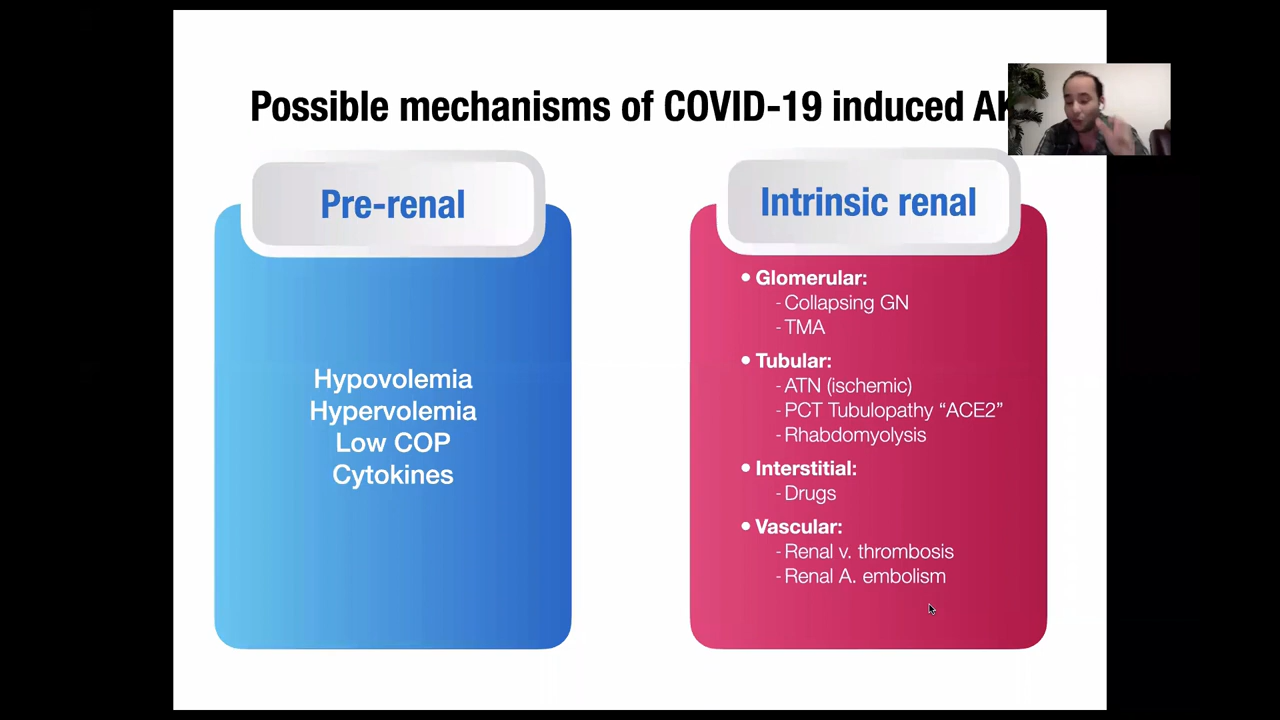 Possible mechanisms of COVID-19 induced
Pre-renal
Hypovolemia
Hypervolemia
Low COP
Cytokines
Intrinsic renal
• Glomerular:
- Collapsing GN
- TMA
• Tubular:
- ATN (ischemic)
- PCT Tubulopathy “ACE2”
- Rhabdomyolysis
• Interstitial:
- Drugs
• Vascular:
- Renal v. thrombosis
- Renal A. embolism